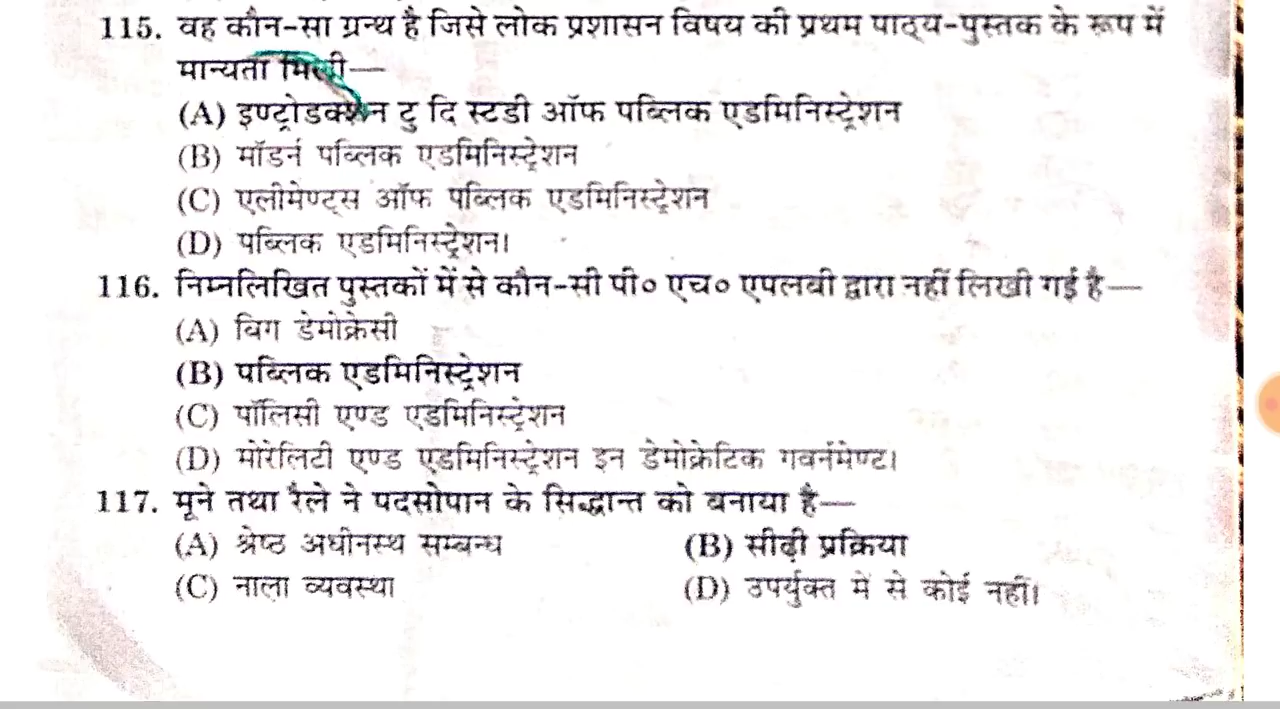 115. वह कौन-सा ग्रन्थ है जिसे लोक प्रशासन विषय की प्रथम पाठ्य-पुस्तक के रूप में
मान्यता मिली—
(A) इण्ट्रोडक्शन टु दि स्टडी ऑफ पब्लिक एडमिनिस्ट्रेशन
(B) मॉडर्न पब्लिक एडमिनिस्ट्रेशन
(C) एलीमेण्ट्स ऑफ पब्लिक एडमिनिस्ट्रेशन
(D) पब्लिक एडमिनिस्ट्रेशन।
116. निम्नलिखित पुस्तकों में से कौन-सी पी० एच० एपलबी द्वारा नहीं लिखी गई है—
(A) विग डेमोक्रेसी
(B) पब्लिक एडमिनिस्ट्रेशन
(C) पॉलिसी एण्ड एडमिनिस्ट्रेशन
(D) मोरेलिटी एण्ड एडमिनिस्ट्रेशन इन डेमोक्रेटिक गवर्नमेण्ट।
117. मूने तथा रैले ने पदसोपान के सिद्धान्त को बनाया है—
(A) श्रेष्ठ अधीनस्थ सम्बन्ध (B) सीढ़ी प्रक्रिया
(C) नाला व्यवस्था (D) उपर्युक्त में से कोई नहीं।